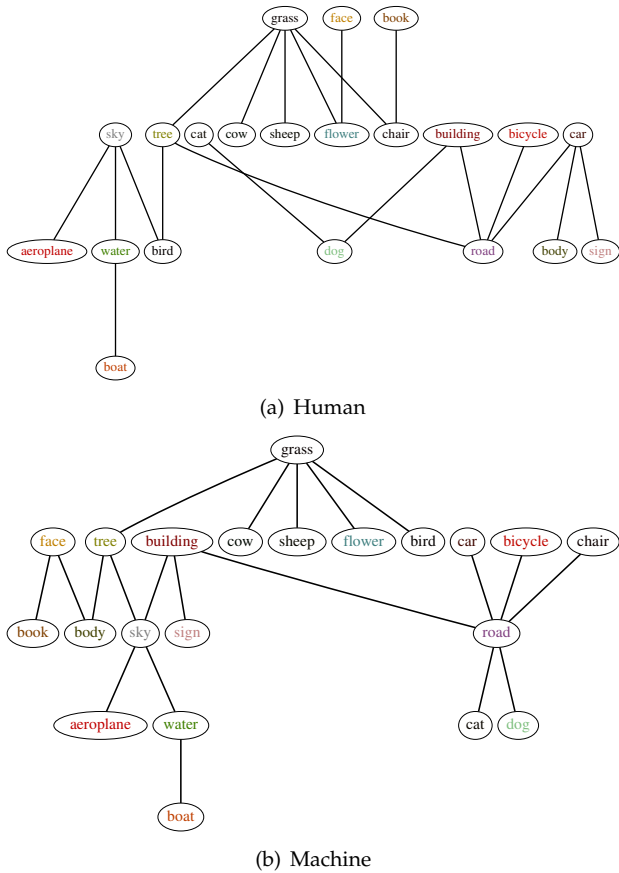 grass face book
sky tree cat cow sheep flower chair building bicycle car
aeroplane water bird dog road body sign
boat
(a) Human
grass
face tree building cow sheep flower bird car bicycle chair
book body sky sign road
aeroplane water cat dog
boat
(b) Machine